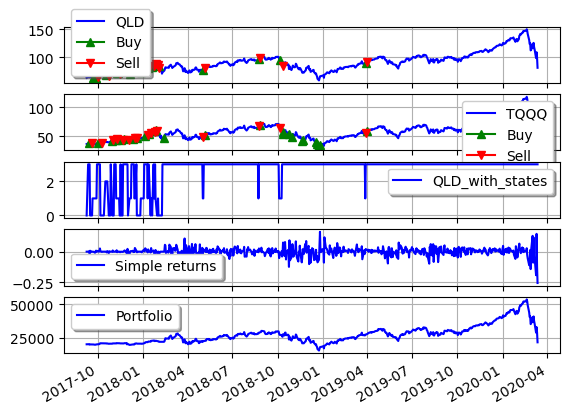 150
100
QLD
Buy
Sell
100
50
TQQQ
Buy
Sell
2
0
QLD_with_states
0.00
−0.25
Simple returns
50000
25000
Portfolio
2017-10
2018-01
2018-04
2018-07
2018-10
2019-01
2019-04
2019-07
2019-10
2020-01
2020-04